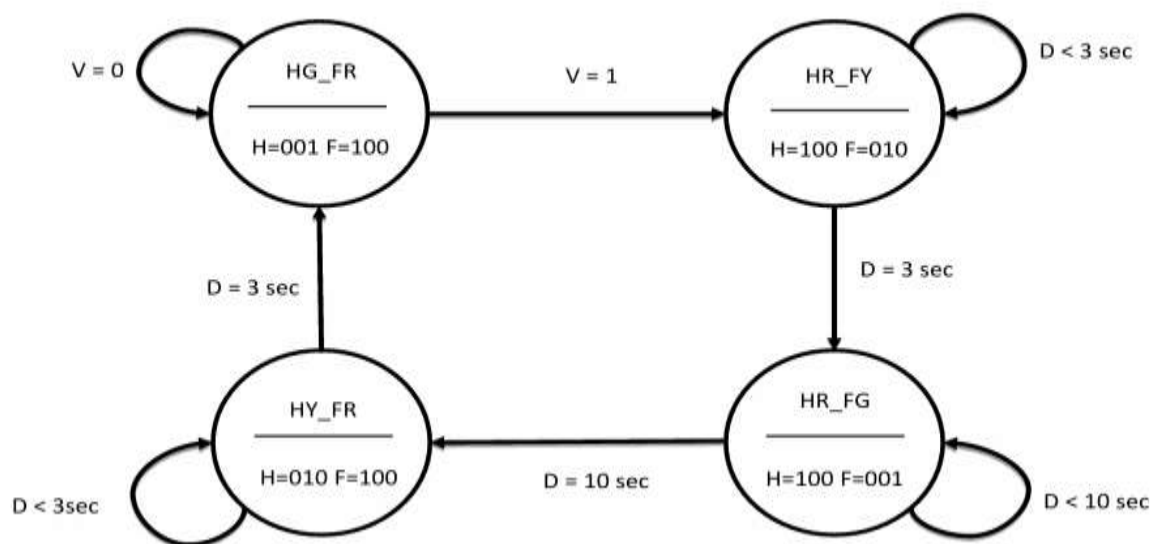 V = 0
HG_FR
H=001 F=100
V = 1
HR_FY
H=100 F=010
D < 3 sec
D = 3 sec
D = 3 sec
HY_FR
H=010 F=100
D < 3sec
D = 10 sec
HR_FG
H=100 F=001
D < 10 sec